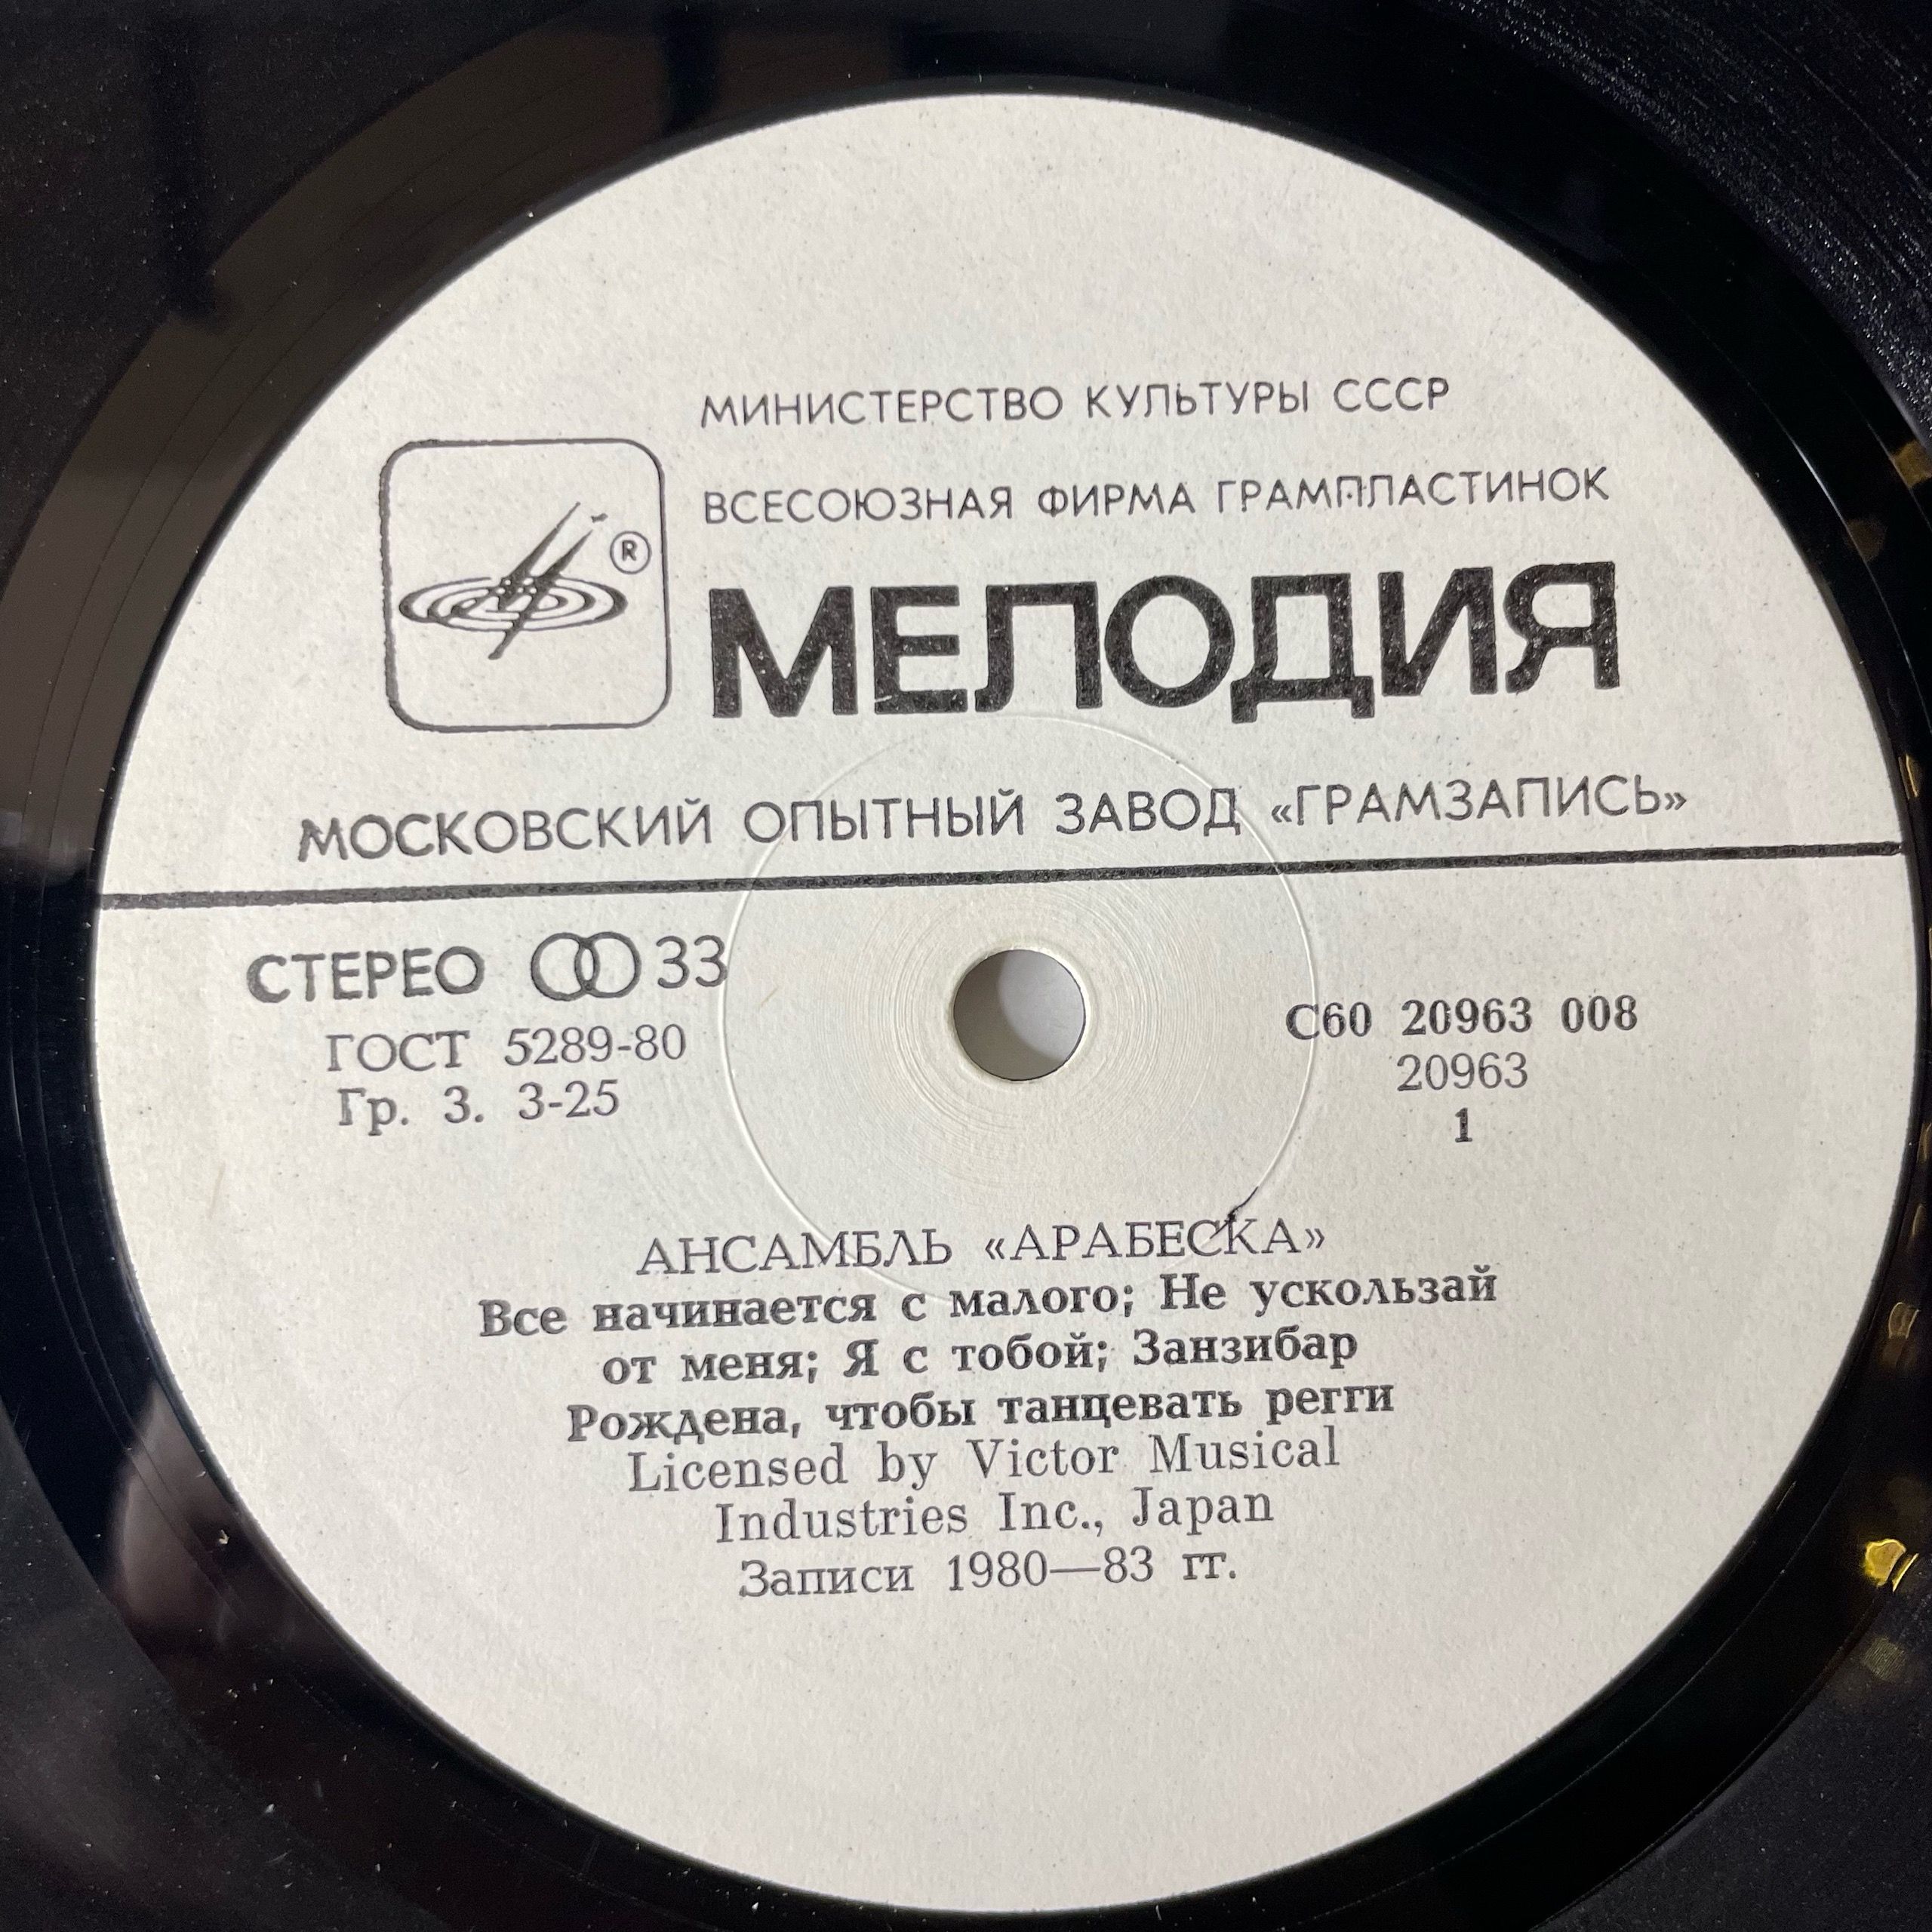 МИНИСТЕРСТВО КУЛЬТУРЫ СССР
ВСЕСОЮЗНАЯ ФИРМА ГРАМПЛАСТИНОК
®
МЕЛОДИЯ
МОСКОВСКИЙ ОПЫТНЫЙ ЗАВОД «ГРАМЗАПИСЬ»
СТЕРЕО 33
ГОСТ 5289-80
Гр. 3. 3-25
С60 20963 008
20963
1
АНСАМБЛЬ «АРАБЕСКА»
Все начинается с малого; Не ускользай
от меня; Я с тобой; Занзибар
Рождена, чтобы танцевать регги
Licensed by Victor Musical
Industries Inc., Japan
Записи 1980—83 гг.